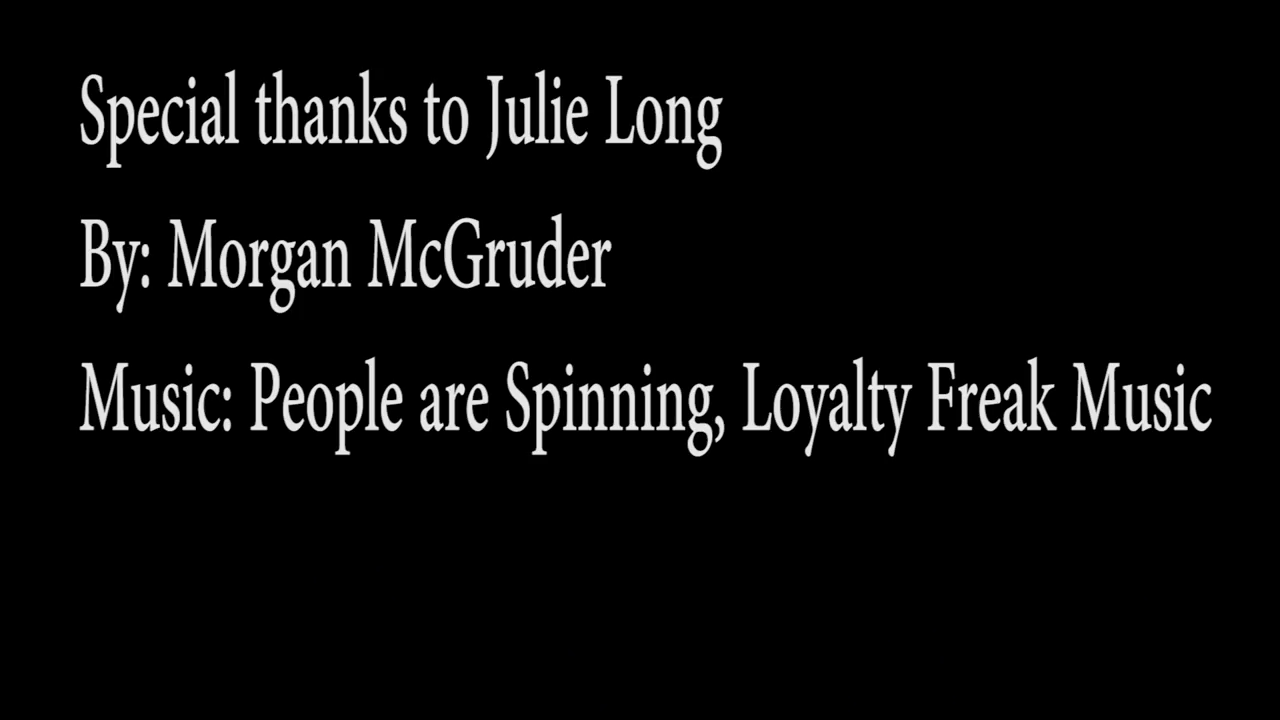 Special thanks to Julie Long
By: Morgan McGruder
Music: People are Spinning, Loyalty Freak Music